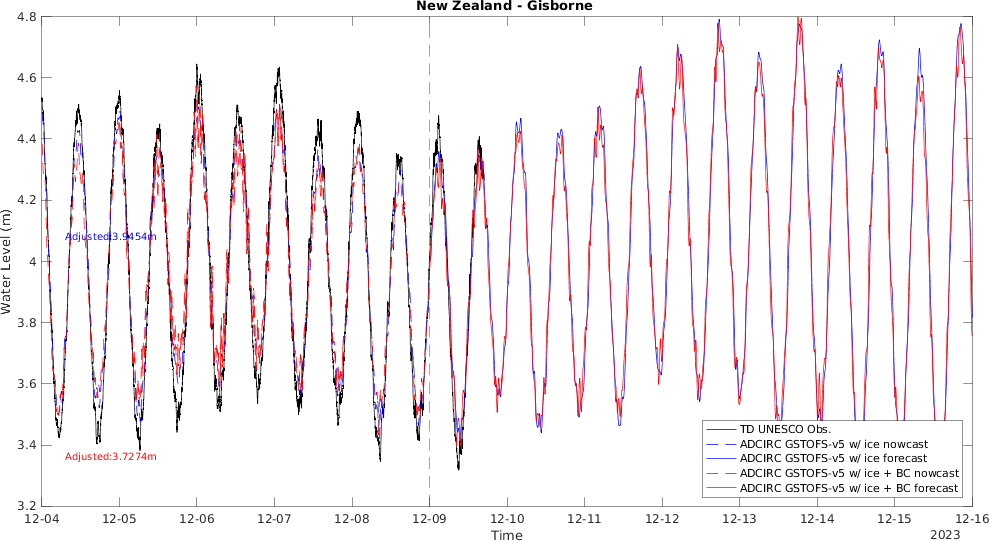 New Zealand - Gisborne
4.8
4.6
4.4
4.2
4
3.8
3.6
3.4
3.2
Water Level (m)
Adjusted:3.9454m
Adjusted:3.7274m
TD UNESCO Obs.
ADCIRC GSTOFS-v5 w/ ice nowcast
ADCIRC GSTOFS-v5 w/ ice forecast
ADCIRC GSTOFS-v5 w/ ice + BC nowcast
ADCIRC GSTOFS-v5 w/ ice + BC forecast
12-04 12-05 12-06 12-07 12-08 12-09 12-10 12-11 12-12 12-13 12-14 12-15 12-16
Time
2023